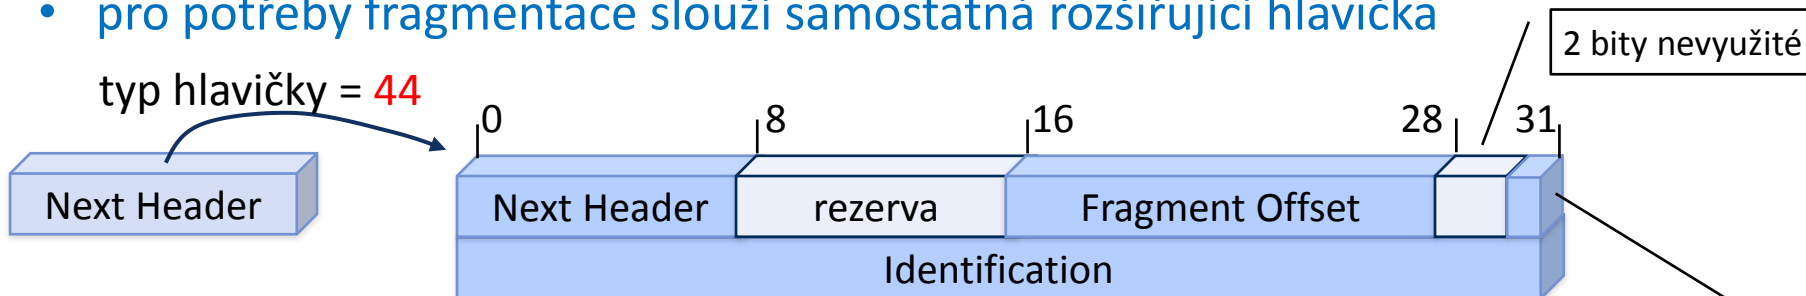 • pro potřeby fragmentace slouží samostatná rozšiřující hlavička
2 bity nevyužité
typ hlavičky = 44
0 8 16 28 31
Next Header
Next Header rezerva Fragment Offset
Identification